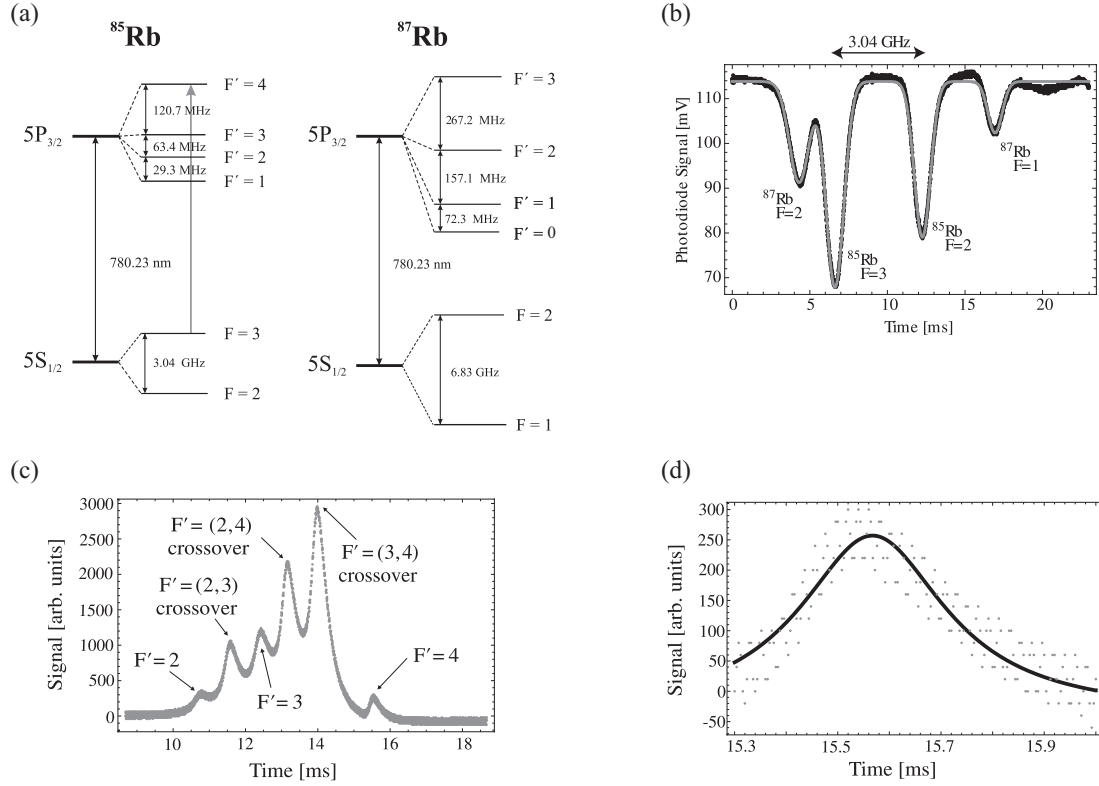 (a)
⁸⁵Rb
⁸⁷Rb
F′ = 4
120.7 MHz
5P3/2
F′ = 3
63.4 MHz
F′ = 2
29.3 MHz
F′ = 1
780.23 nm
F = 3
5S1/2
3.04 GHz
F = 2
F′ = 3
267.2 MHz
5P3/2
F′ = 2
157.1 MHz
F′ = 1
72.3 MHz
F′ = 0
780.23 nm
F = 2
5S1/2
6.83 GHz
F = 1
(b)
3.04 GHz
Photodiode Signal [mV]
110
100
90
80
70
⁸⁷Rb
F=2
⁸⁵Rb
F=3
⁸⁵Rb
F=2
⁸⁷Rb
F=1
0 5 10 15 20
Time [ms]
(c)
Signal [arb. units]
3000
2500
2000
1500
1000
500
0
F′= (2,4)
crossover
F′= (2,3)
crossover
F′= (3,4)
crossover
F′= 2
F′= 3
F′= 4
10 12 14 16 18
Time [ms]
(d)
Signal [arb. units]
300
250
200
150
100
50
0
-50
15.3 15.5 15.7 15.9
Time [ms]